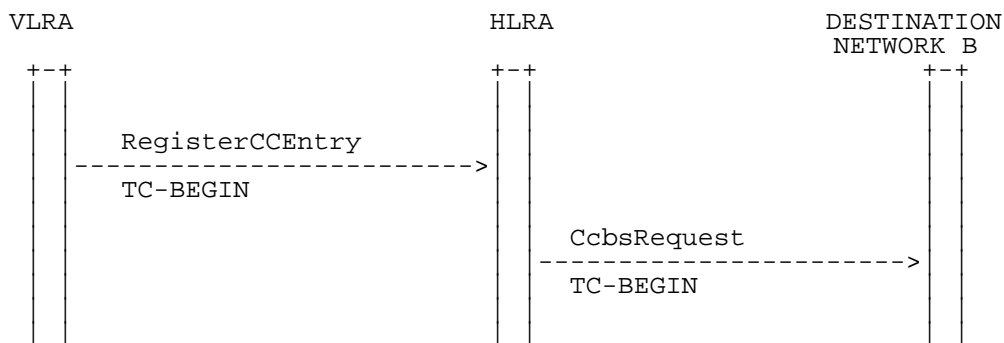 VLRA HLRA DESTINATION
NETWORK B
RegisterCCEntry
TC-BEGIN
CcbsRequest
TC-BEGIN